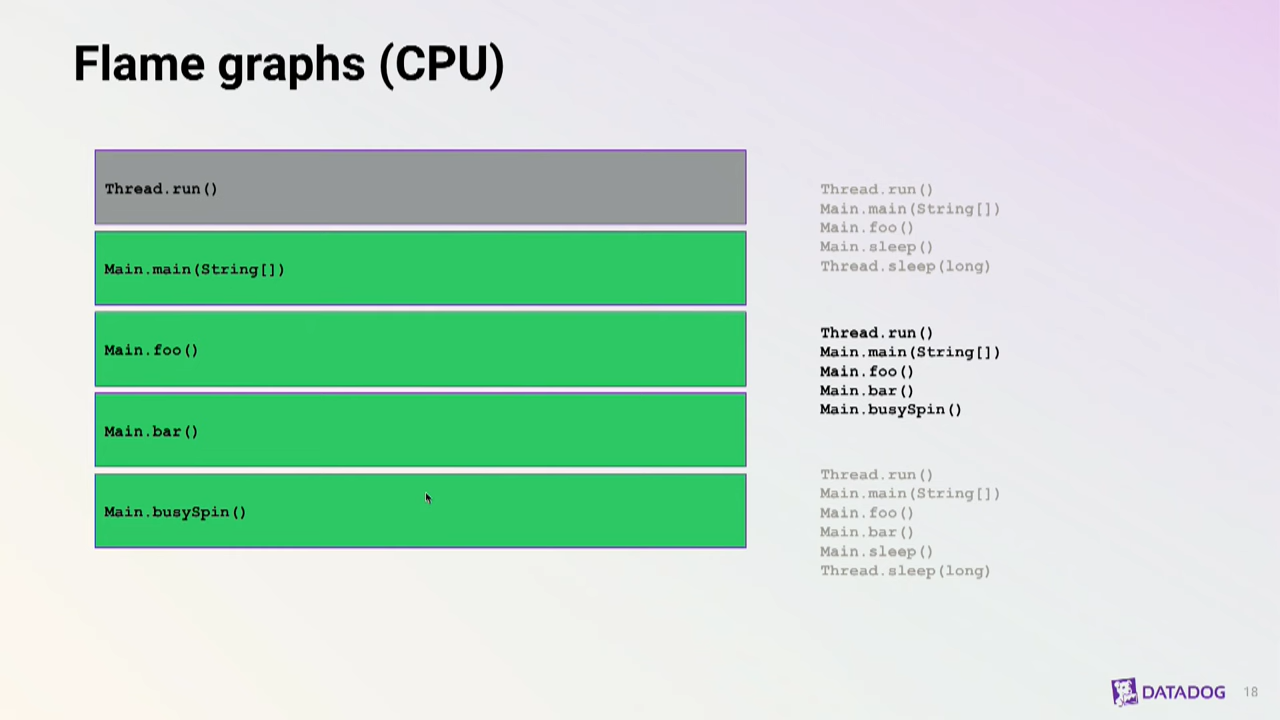 Flame graphs (CPU)
Thread.run()
Main.main(String[])
Main.foo()
Main.bar()
Main.busySpin()
Thread.run()
Main.main(String[])
Main.foo()
Main.sleep()
Thread.sleep(long)
Thread.run()
Main.main(String[])
Main.foo()
Main.bar()
Main.busySpin()
Thread.run()
Main.main(String[])
Main.foo()
Main.bar()
Main.sleep()
Thread.sleep(long)
DATADOG
18